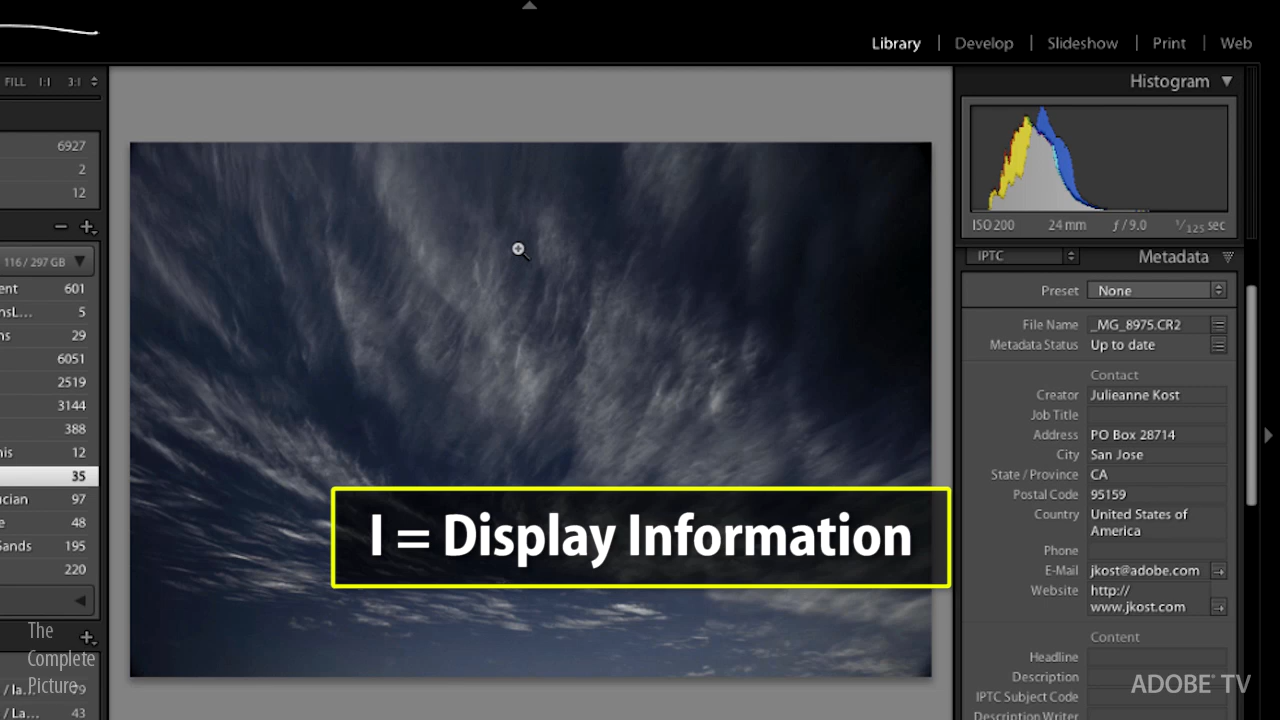 Library | Develop | Slideshow | Print | Web
FILL 1:1 3:1
Histogram
6927
2
12
ISO 200 24 mm ƒ / 9.0 1/125 sec
IPTC Metadata
116 / 297 GB
Preset None
ent 601
nsL... 5
ns 29
6051
2519
3144
388
nis 12
35
ucian 97
e 48
Sands 195
220
File Name _MG_8975.CR2
Metadata Status Up to date
Contact
Creator Julieanne Kost
Job Title
Address PO Box 28714
City San Jose
State / Province CA
Postal Code 95159
Country United States of
America
Phone
E-Mail jkost@adobe.com
Website http://
www.jkost.com
Content
Headline
Description
IPTC Subject Code
Description Writer
I = Display Information
The
Complete
Picture
/ la... 79
/ La... 43
ADOBE® TV